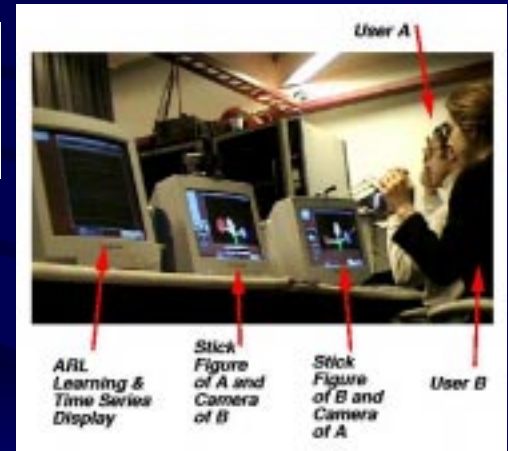 User A
ARL
Learning &
Time Series
Display
Stick
Figure
of A and
Camera
of B
Stick
Figure
of B and
Camera
of A
User B